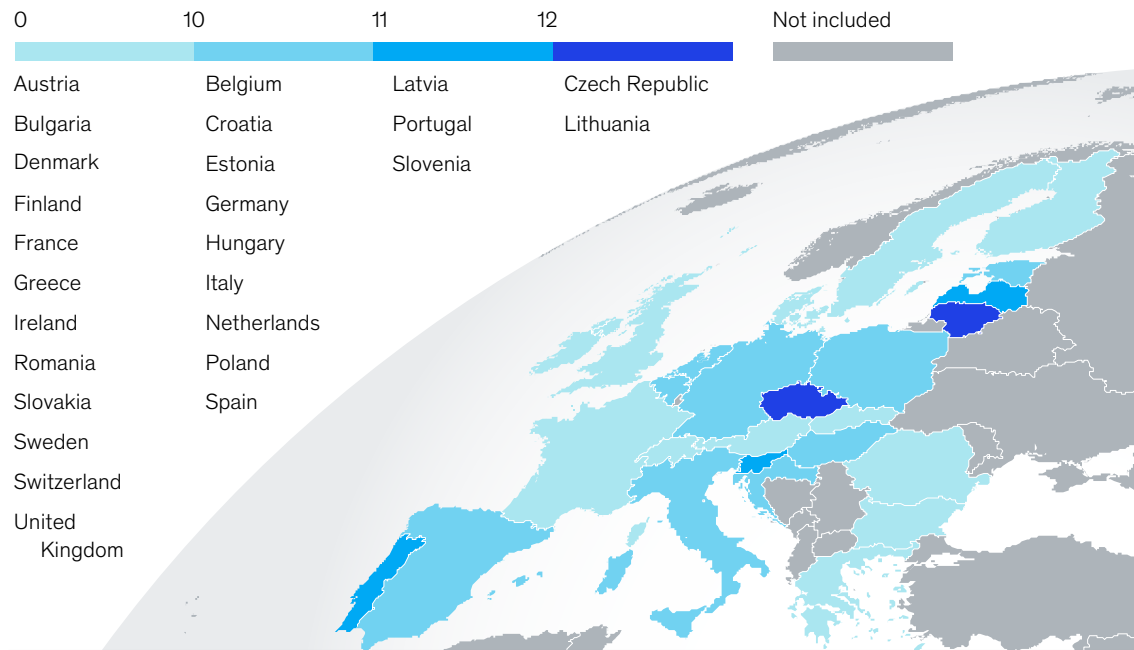 0
10
11
12
Not included
Austria
Bulgaria
Denmark
Finland
France
Greece
Ireland
Romania
Slovakia
Sweden
Switzerland
United
Kingdom
Belgium
Croatia
Estonia
Germany
Hungary
Italy
Netherlands
Poland
Spain
Latvia
Portugal
Slovenia
Czech Republic
Lithuania